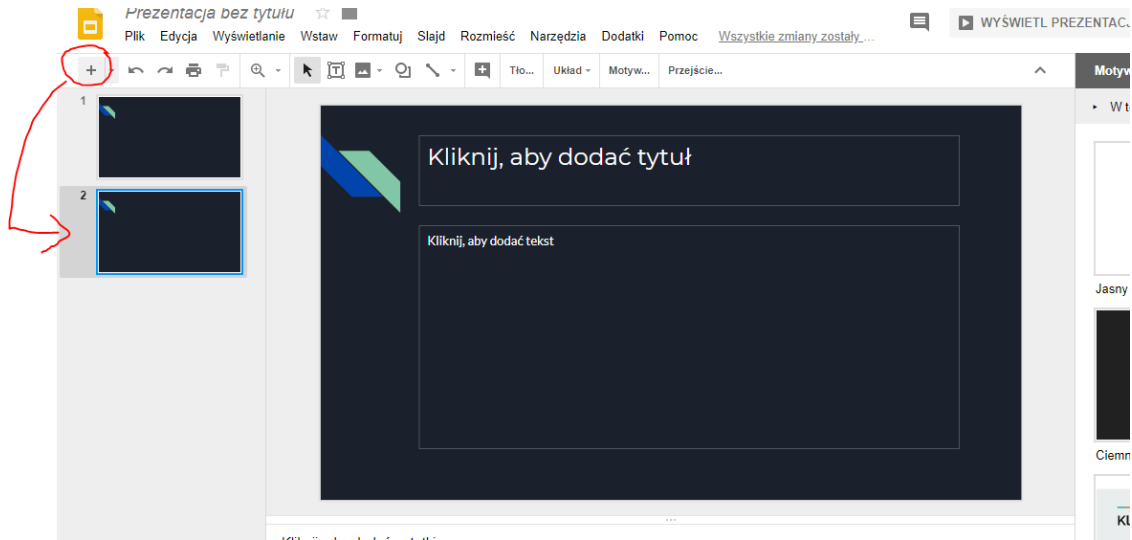 Prezentacja bez tytułu
WYŚWIETL PREZENTACJ
Plik Edycja Wyświetlanie Wstaw Formatuj Slajd Rozmieść Narzędzia Dodatki Pomoc Wszystkie zmiany zostały ...
Tło... Układ Motyw... Przejście...
Motyw
1
2
Kliknij, aby dodać tytuł
Kliknij, aby dodać tekst
W t
Jasny
Ciemn
KL